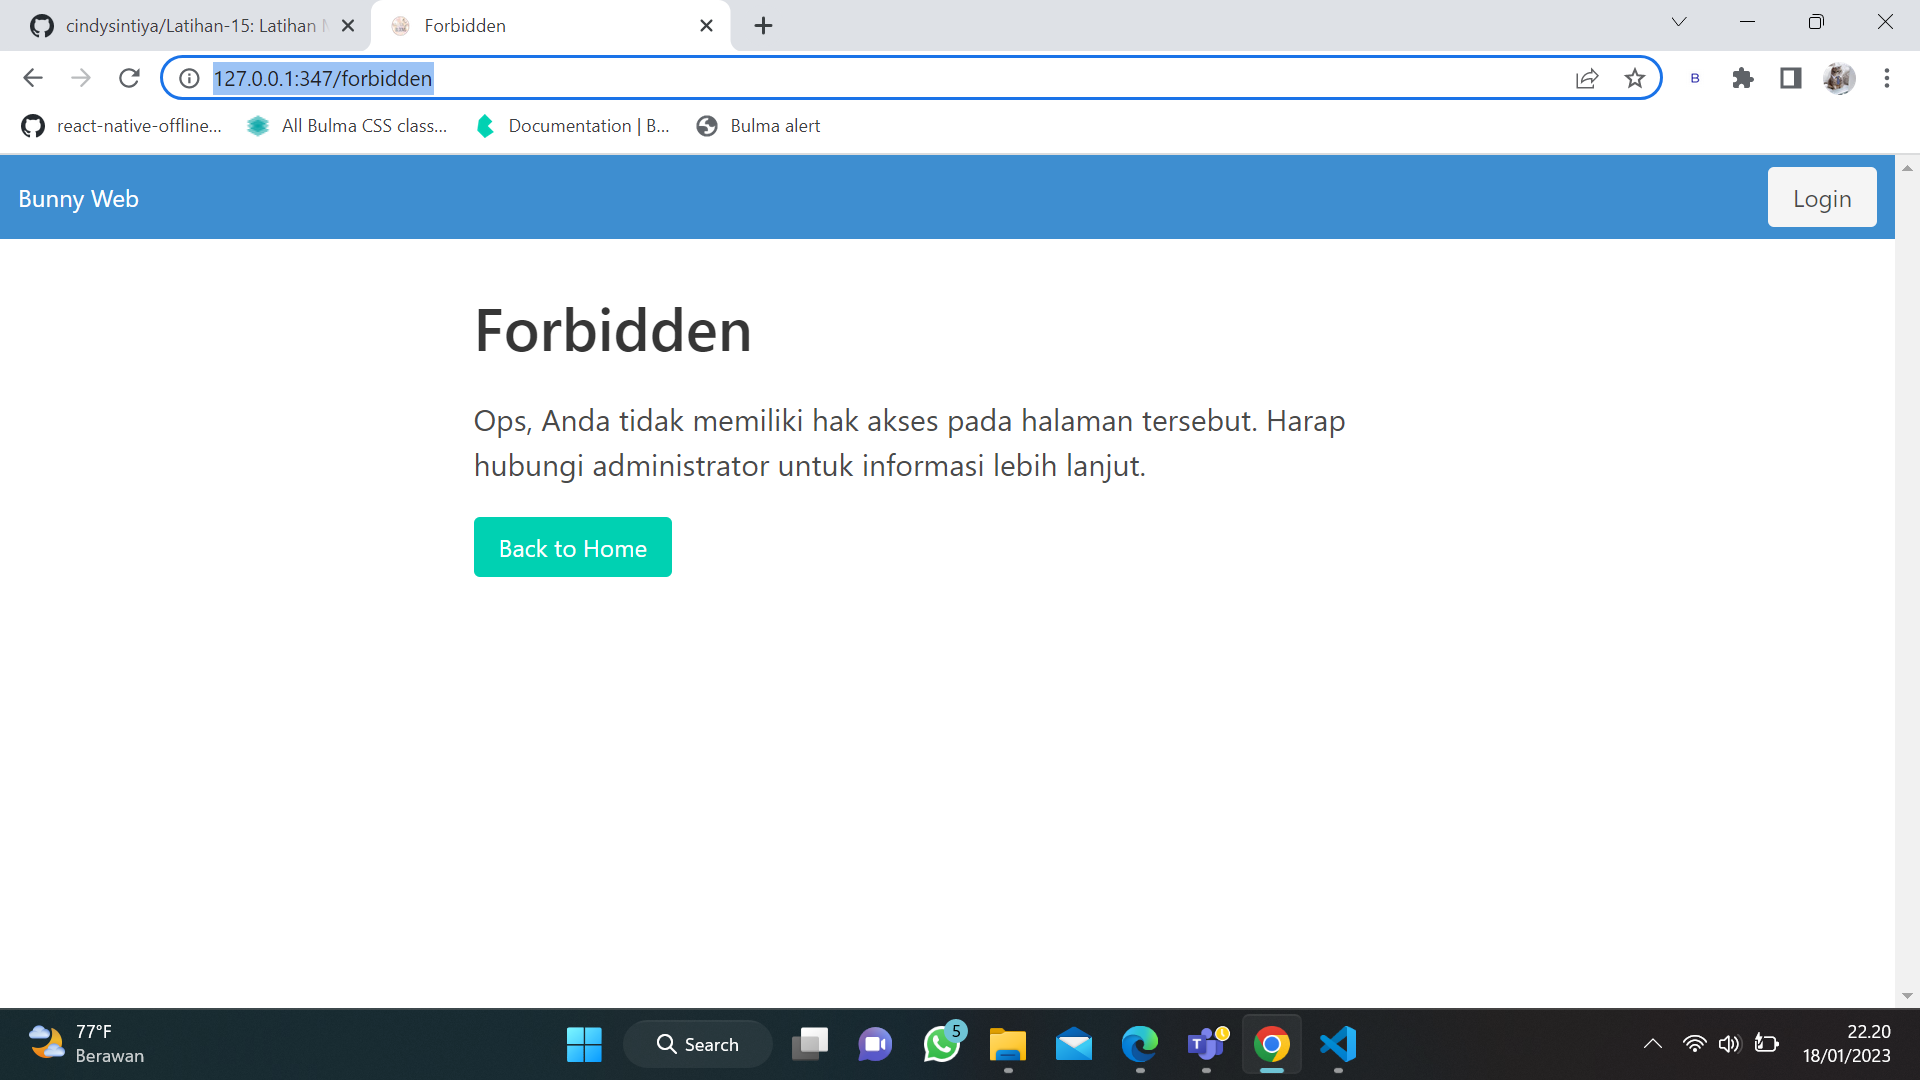 cindysintiya/Latihan-15: Latihan
Forbidden
127.0.0.1:347/forbidden
B
react-native-offline...
All Bulma CSS class...
Documentation | B...
Bulma alert
Bunny Web
Login
Forbidden
Ops, Anda tidak memiliki hak akses pada halaman tersebut. Harap
hubungi administrator untuk informasi lebih lanjut.
Back to Home
77°F
Berawan
Search
5
T
22.20
18/01/2023